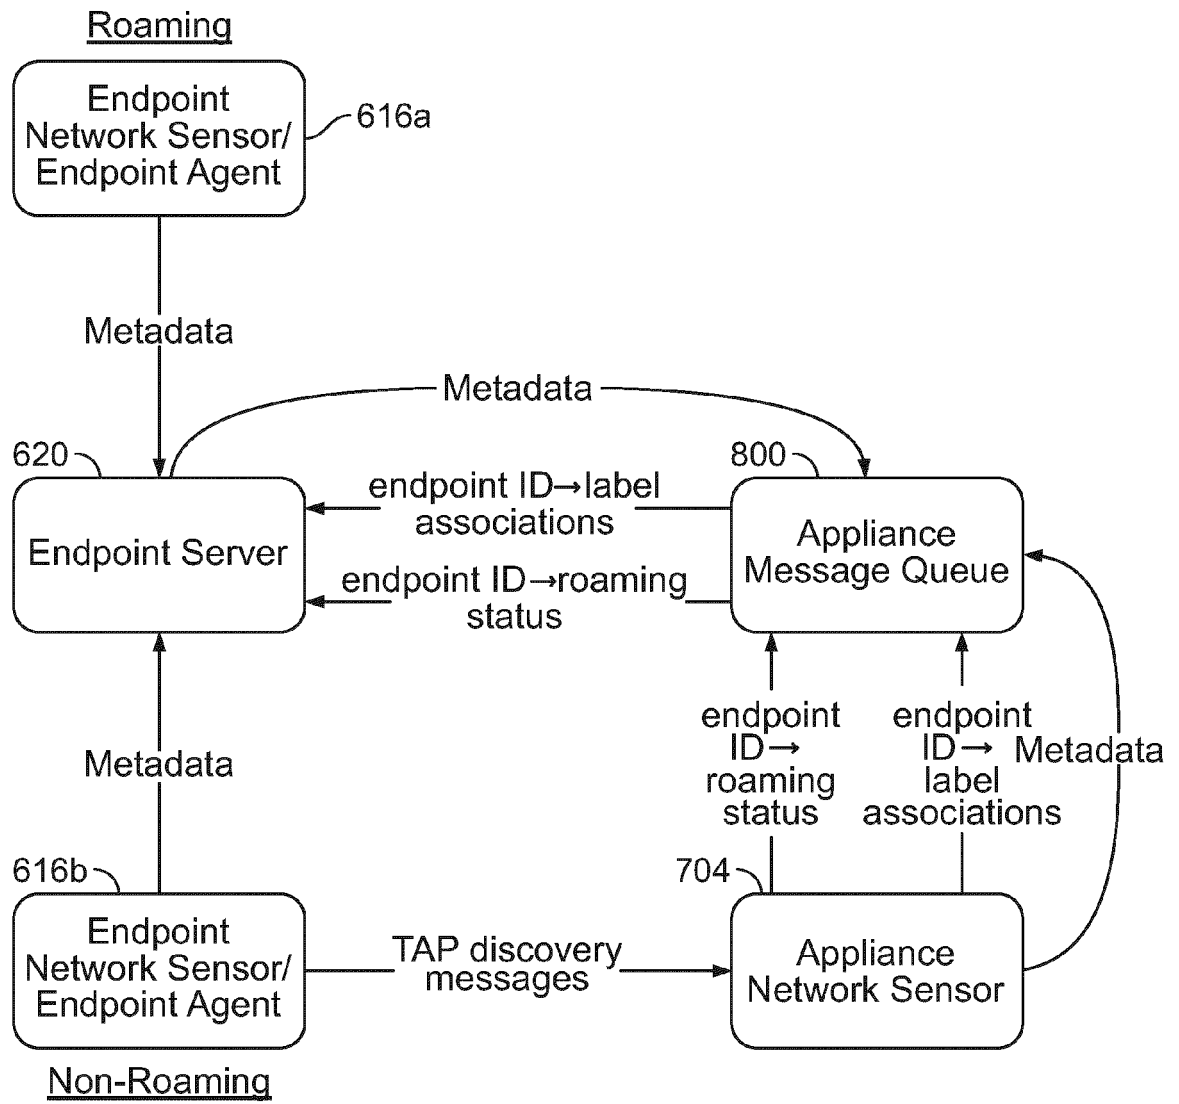 Roaming
Endpoint
Network Sensor/
Endpoint Agent
616a
Metadata
Metadata
620
800
endpoint ID→label
associations
Endpoint Server
Appliance
Message Queue
endpoint ID→roaming
status
endpoint
ID→
roaming
status
endpoint
ID→
label
associations
Metadata
Metadata
616b
704
Endpoint
Network Sensor/
Endpoint Agent
TAP discovery
messages
Appliance
Network Sensor
Non-Roaming